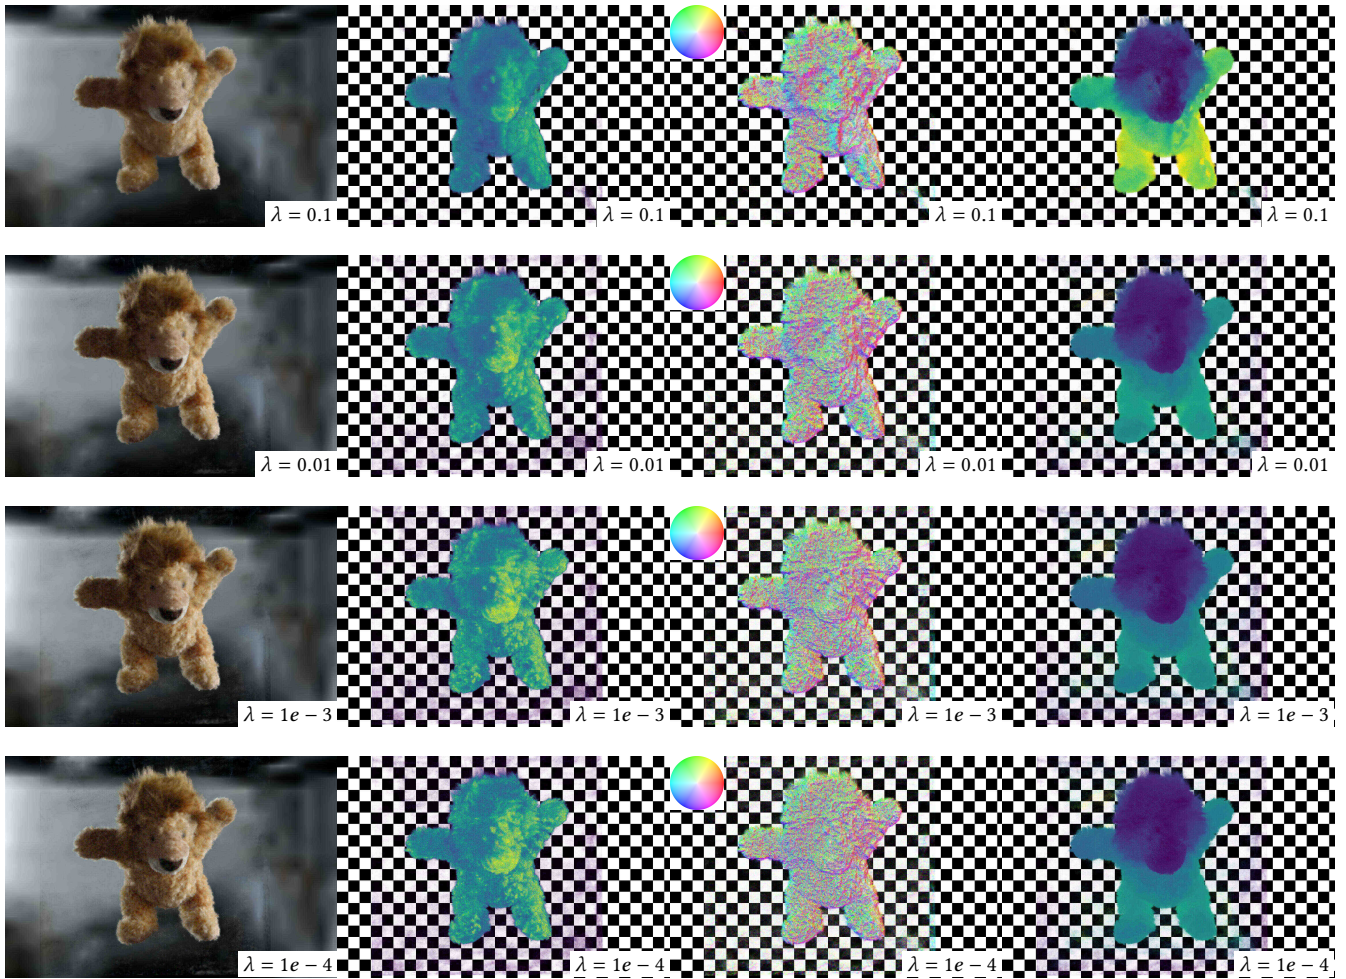 λ = 0.1
λ = 0.1
λ = 0.1
λ = 0.1
λ = 0.01
λ = 0.01
λ = 0.01
λ = 0.01
λ = 1e − 3
λ = 1e − 3
λ = 1e − 3
λ = 1e − 3
λ = 1e − 4
λ = 1e − 4
λ = 1e − 4
λ = 1e − 4